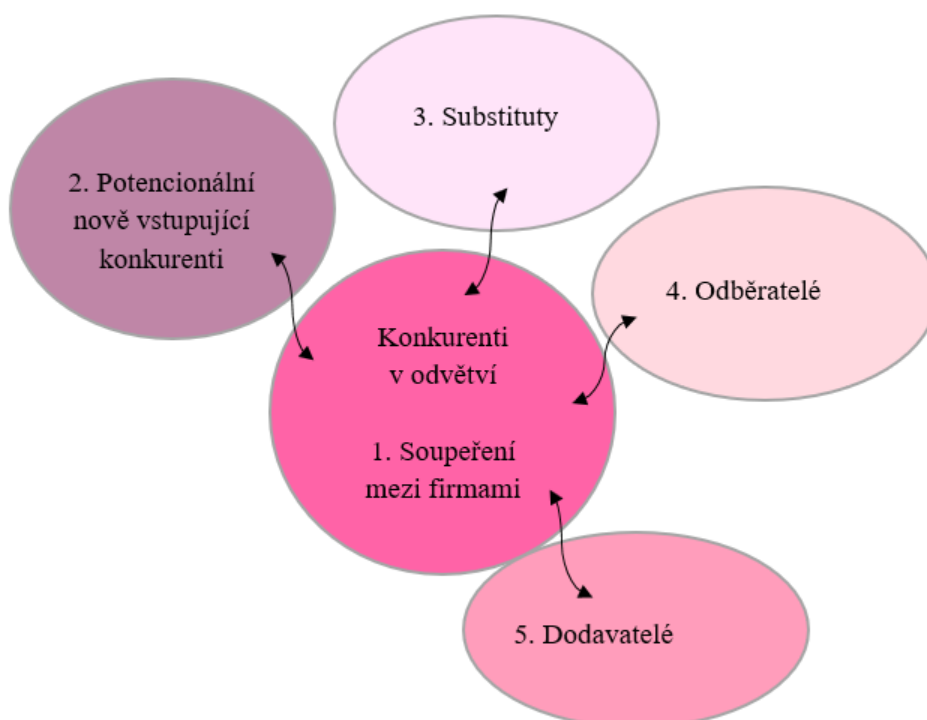 3. Substituty
2. Potencionální
nově vstupující
konkurenti
4. Odběratelé
Konkurenti
v odvětví
1. Soupeření
mezi firmami
5. Dodavatelé